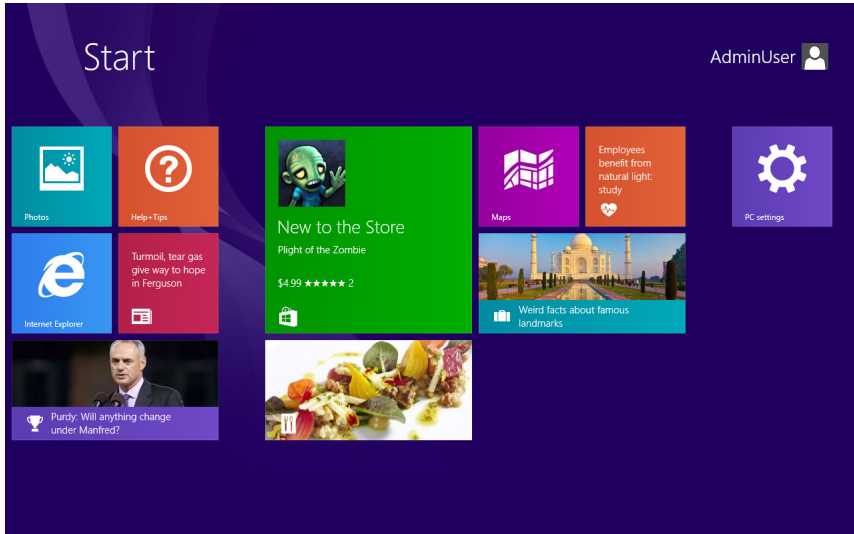 Start
AdminUser
Photos
Help+Tips
Internet Explorer
Turmoil, tear gas
give way to hope
in Ferguson
Purdy: Will anything change
under Manfred?
New to the Store
Plight of the Zombie
$4.99 ★★★★★ 2
Maps
Employees
benefit from
natural light:
study
Weird facts about famous
landmarks
PC settings